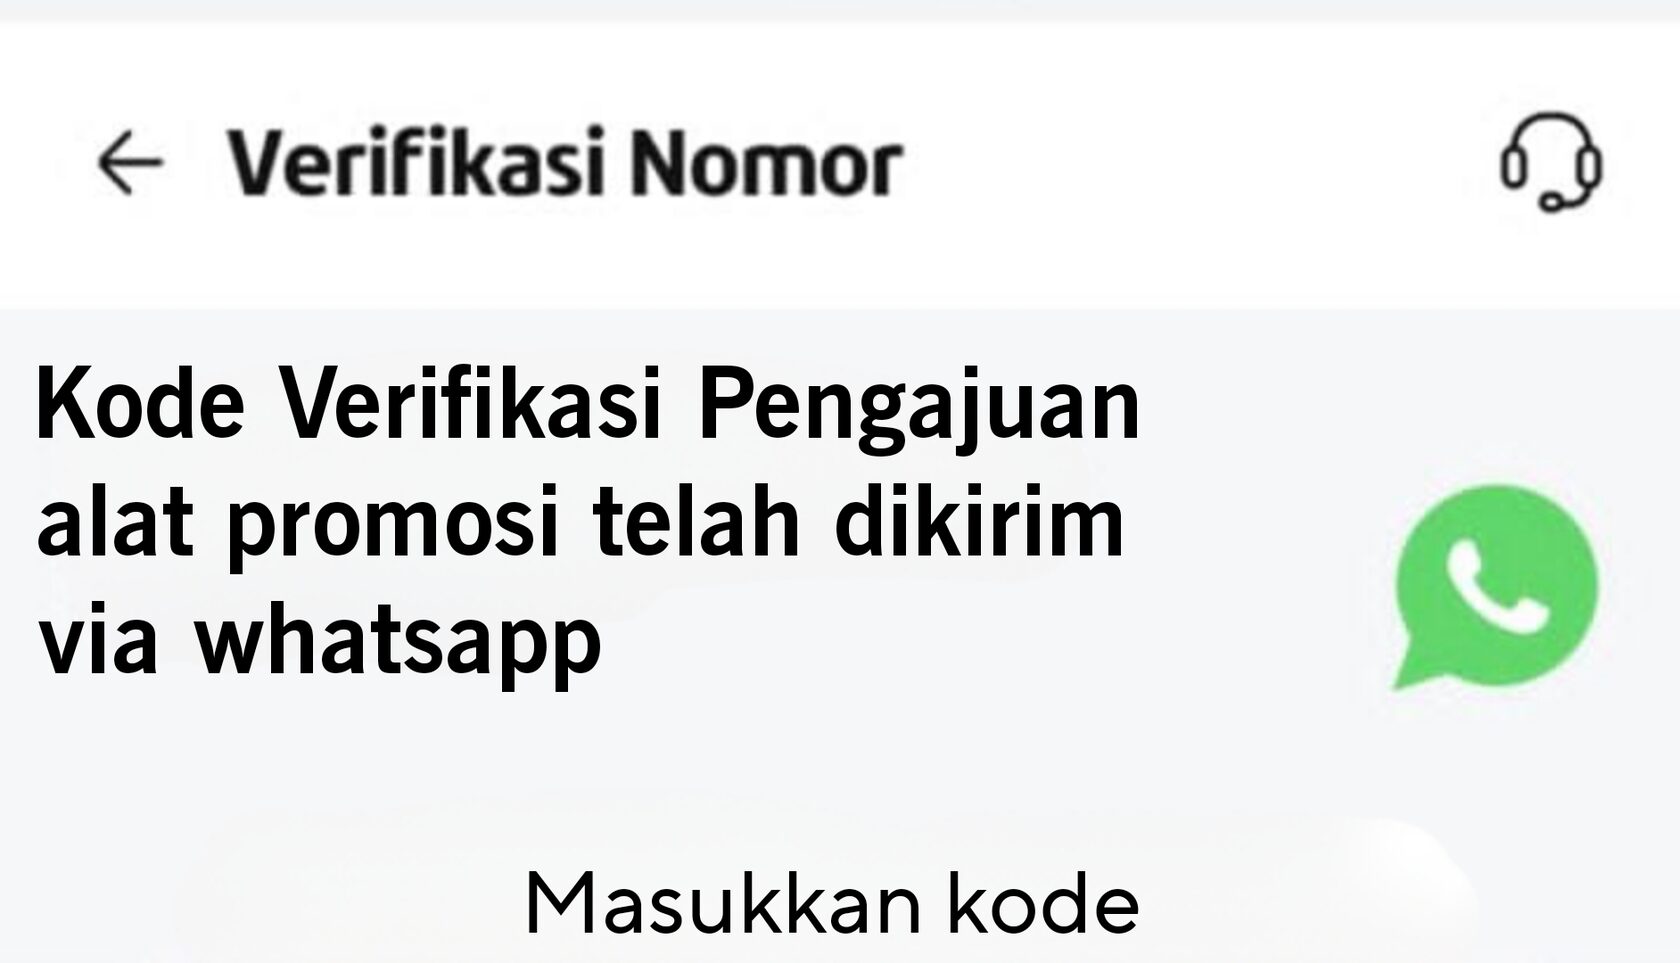 Verifikasi Nomor
Kode Verifikasi Pengajuan
alat promosi telah dikirim
via whatsapp
Masukkan kode